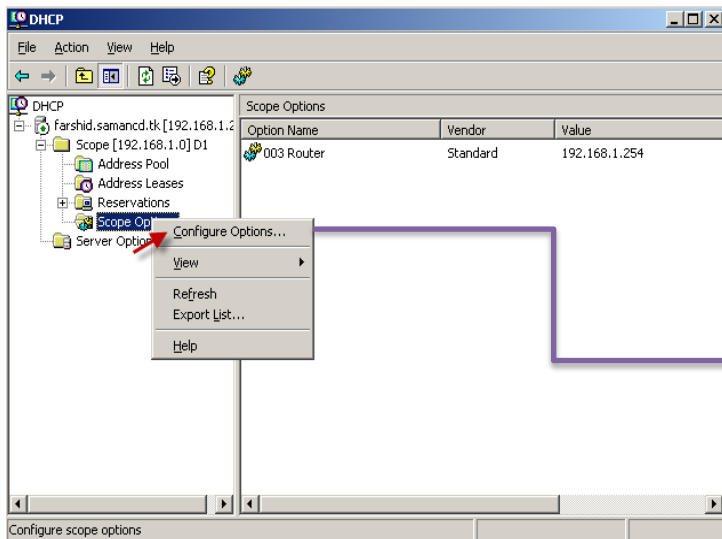 DHCP
File Action View Help
DHCP
farshid.samancd.tk [192.168.1.2
Scope [192.168.1.0] D1
Address Pool
Address Leases
Reservations
Scope Op
Server Option
Scope Options
Option Name Vendor Value
003 Router Standard 192.168.1.254
Configure Options...
View
Refresh
Export List...
Help
Configure scope options